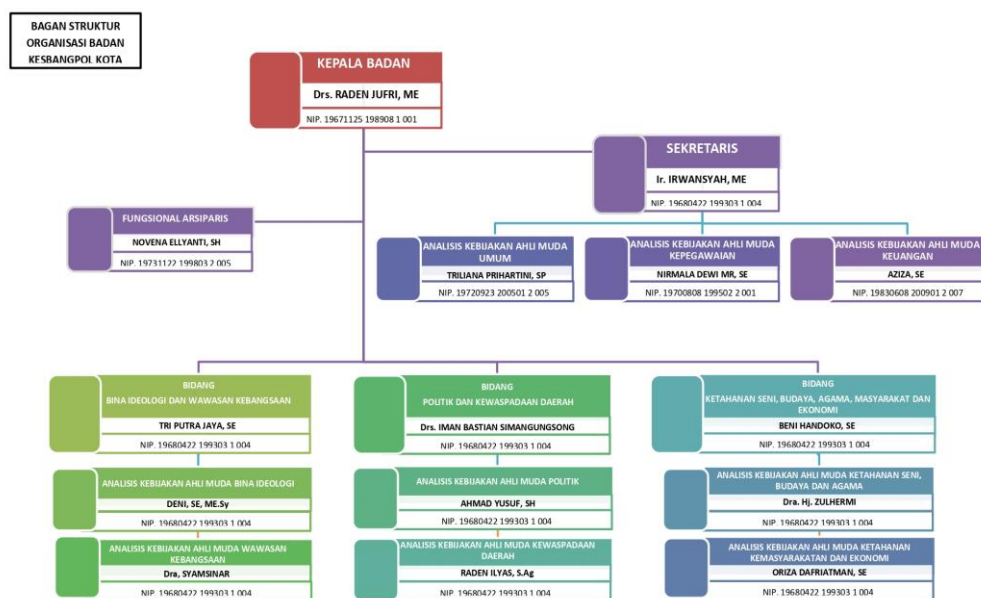 BAGAN STRUKTUR
ORGANISASI BADAN
KESBANGPOL KOTA
KEPALA BADAN
Drs. RADEN JUFRI, ME
NIP. 19671125 198908 1 001
SEKRETARIS
Ir. IRWANSYAH, ME
NIP. 19680422 199303 1 004
FUNGSIONAL ARSIPARIS
NOVENA ELLYANTI, SH
NIP. 19731122 199803 2 005
ANALISIS KEBIJAKAN AHLI MUDA
UMUM
TRILIANA PRIHARTINI, SP
NIP. 19720923 200501 2 005
ANALISIS KEBIJAKAN AHLI MUDA
KEPEGAWAIAN
NIRMALA DEWI MR, SE
NIP. 19700808 199502 2 001
ANALISIS KEBIJAKAN AHLI MUDA
KEUANGAN
AZIZA, SE
NIP. 19830608 200901 2 007
BIDANG
BINA IDEOLOGI DAN WAWASAN KEBANGSAAN
TRI PUTRA JAYA, SE
NIP. 19680422 199303 1 004
BIDANG
POLITIK DAN KEWASPADAAN DAERAH
Drs. IMAN BASTIAN SIMANGUNGSONG
NIP. 19680422 199303 1 004
BIDANG
KETAHANAN SENI, BUDAYA, AGAMA, MASYARAKAT DAN
EKONOMI
BENI HANDOKO, SE
NIP. 19680422 199303 1 004
ANALISIS KEBIJAKAN AHLI MUDA BINA IDEOLOGI
DENI, SE, ME.Sy
NIP. 19680422 199303 1 004
ANALISIS KEBIJAKAN AHLI MUDA POLITIK
AHMAD YUSUF, SH
NIP. 19680422 199303 1 004
ANALISIS KEBIJAKAN AHLI MUDA KETAHANAN SENI,
BUDAYA DAN AGAMA
Dra. Hj. ZULHERMI
NIP. 19680422 199303 1 004
ANALISIS KEBIJAKAN AHLI MUDA WAWASAN
KEBANGSAAN
Dra, SYAMSINAR
NIP. 19680422 199303 1 004
ANALISIS KEBIJAKAN AHLI MUDA KEWASPADAAN
DAERAH
RADEN ILYAS, S.Ag
NIP. 19680422 199303 1 004
ANALISIS KEBIJAKAN AHLI MUDA KETAHANAN
KEMASYARAKATAN DAN EKONOMI
ORIZA DAFRIATMAN, SE
NIP. 19680422 199303 1 004